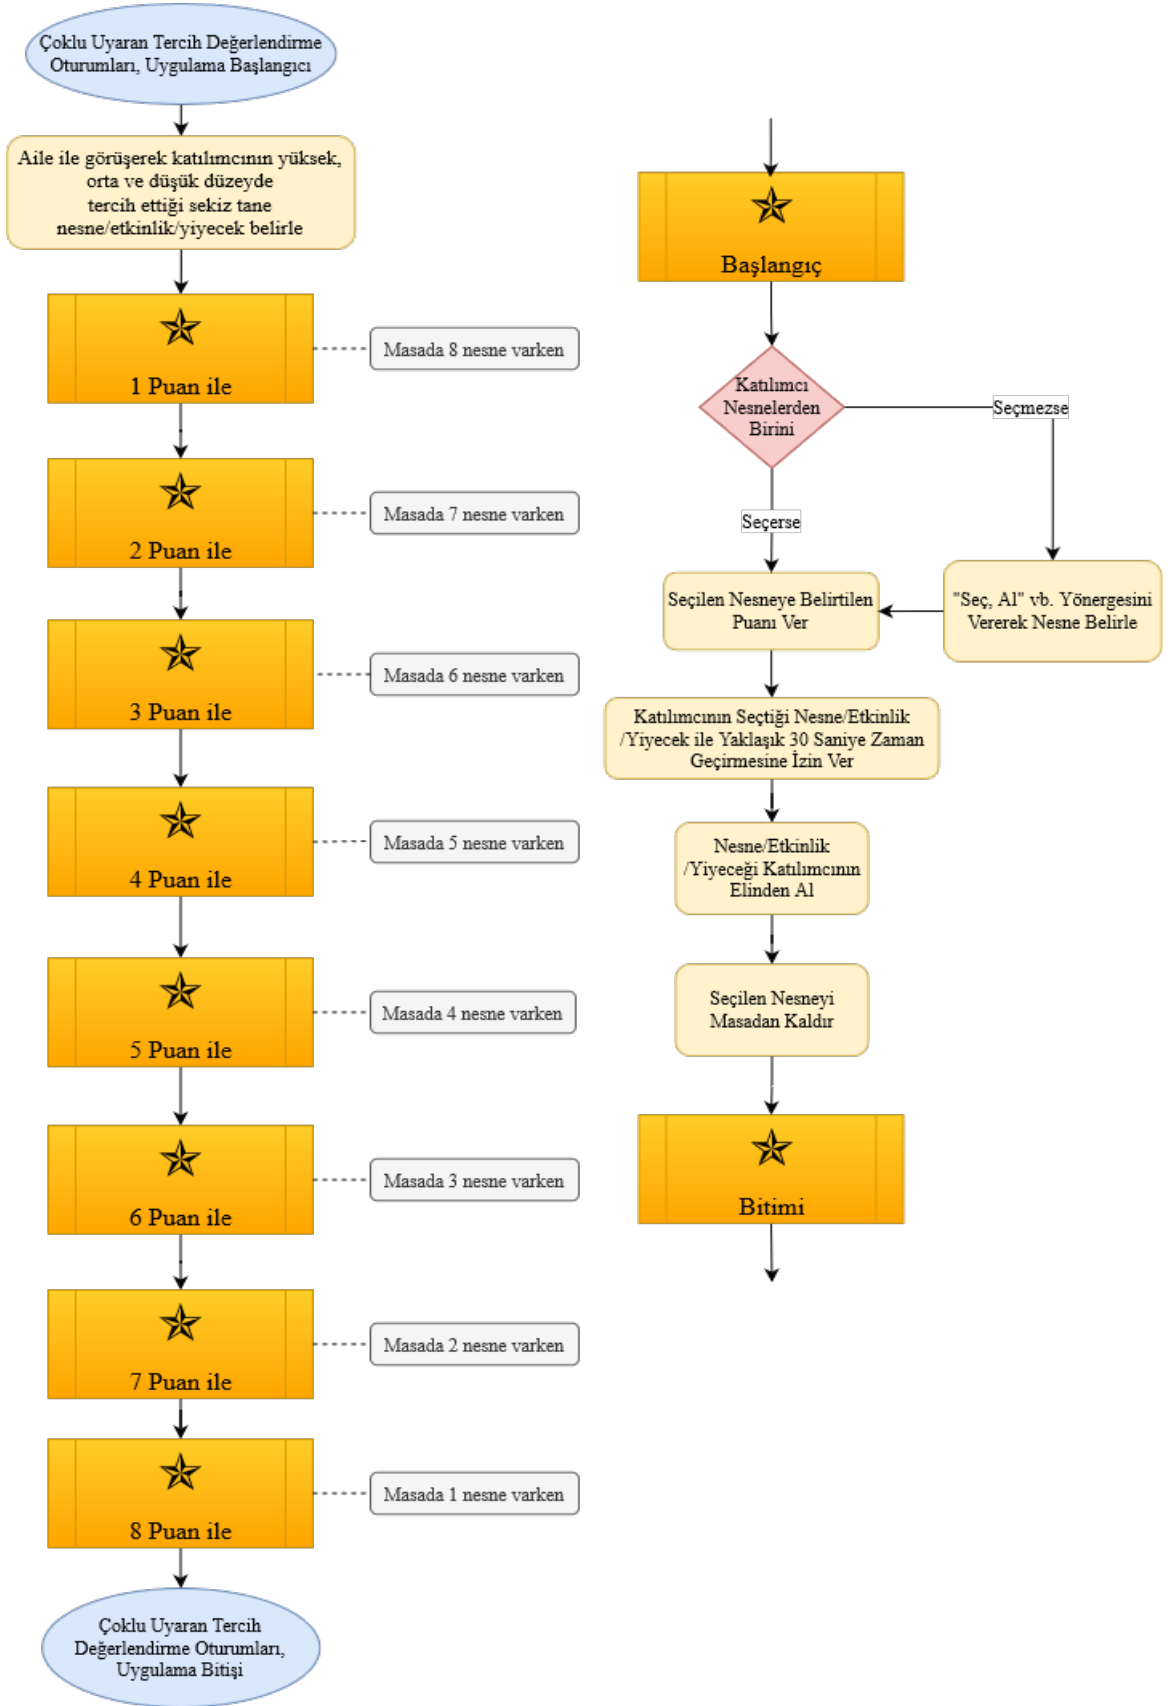 Çoklu Uyaran Tercih Değerlendirme
Oturumları, Uygulama Başlangıcı
Aile ile görüşerek katılımcının yüksek,
orta ve düşük düzeyde
tercih ettiği sekiz tane
nesne/etkinlik/yiyecek belirle
1 Puan ile
Masada 8 nesne varken
2 Puan ile
Masada 7 nesne varken
3 Puan ile
Masada 6 nesne varken
4 Puan ile
Masada 5 nesne varken
5 Puan ile
Masada 4 nesne varken
6 Puan ile
Masada 3 nesne varken
7 Puan ile
Masada 2 nesne varken
8 Puan ile
Masada 1 nesne varken
Çoklu Uyaran Tercih
Değerlendirme Oturumları,
Uygulama Bitişi
Başlangıç
Katılımcı
Nesnelerden
Birini
Seçmezse
Seçerse
Seçilen Nesneye Belirtilen
Puanı Ver
"Seç, Al" vb. Yönergesini
Vererek Nesne Belirle
Katılımcının Seçtiği Nesne/Etkinlik
/Yiyecek ile Yaklaşık 30 Saniye Zaman
Geçirmesine İzin Ver
Nesne/Etkinlik
/Yiyeceği Katılımcının
Elinden Al
Seçilen Nesneyi
Masadan Kaldır
Bitimi